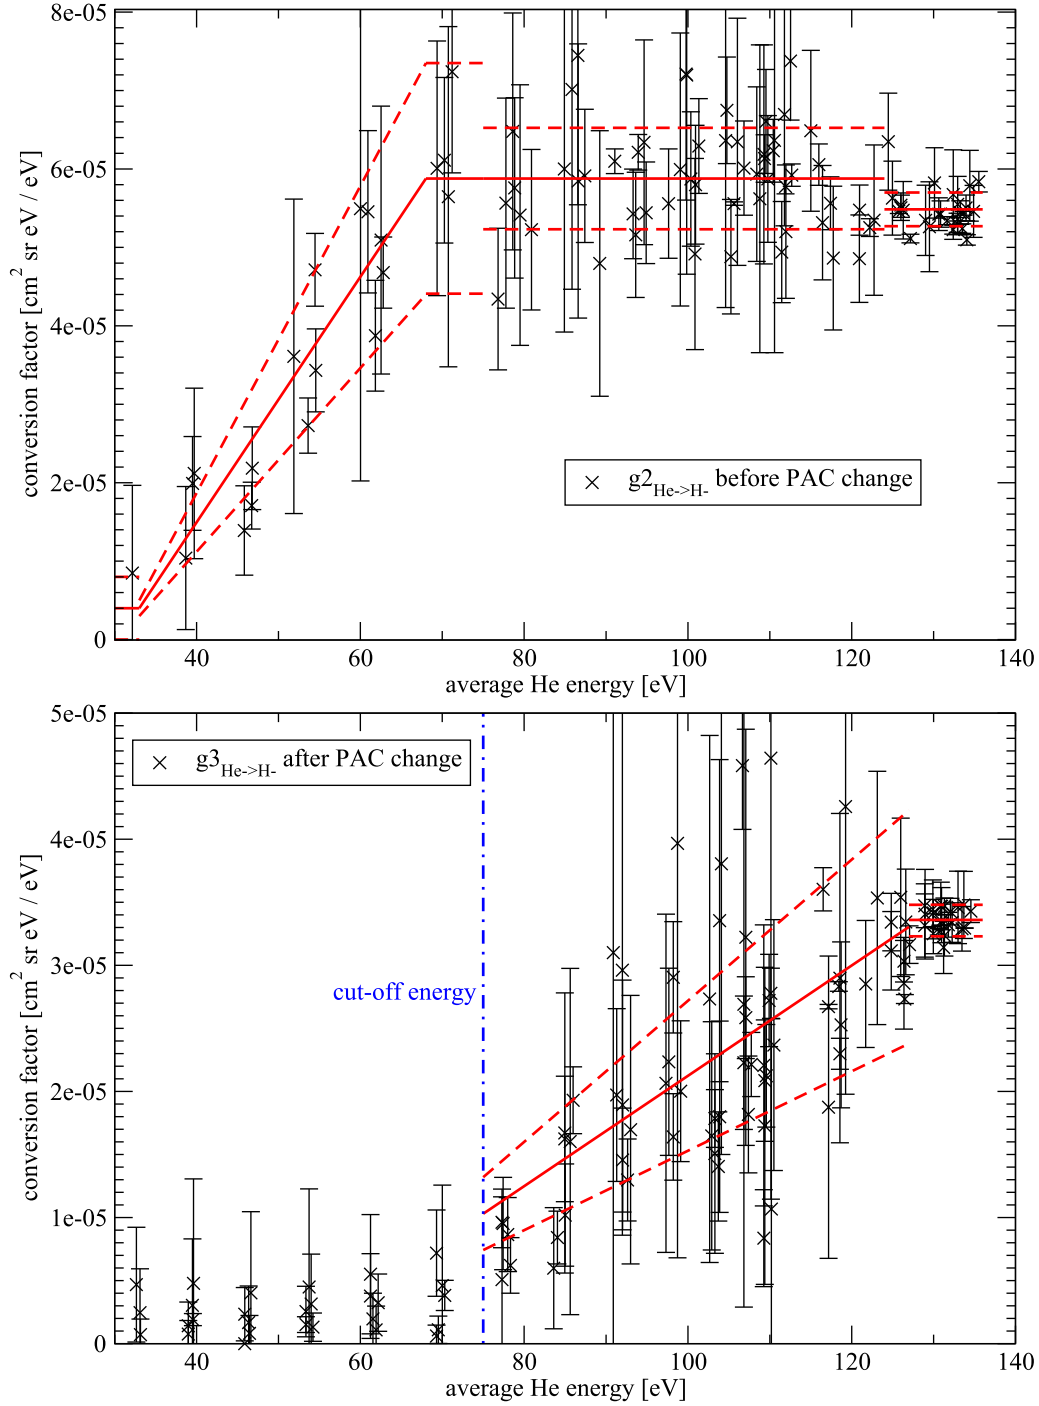 8e-05
6e-05
4e-05
2e-05
0
conversion factor [cm² sr eV / eV]
g2He->H- before PAC change
40 60 80 100 120 140
average He energy [eV]
5e-05
4e-05
3e-05
2e-05
1e-05
0
conversion factor [cm² sr eV / eV]
g3He->H- after PAC change
cut-off energy
40 60 80 100 120 140
average He energy [eV]